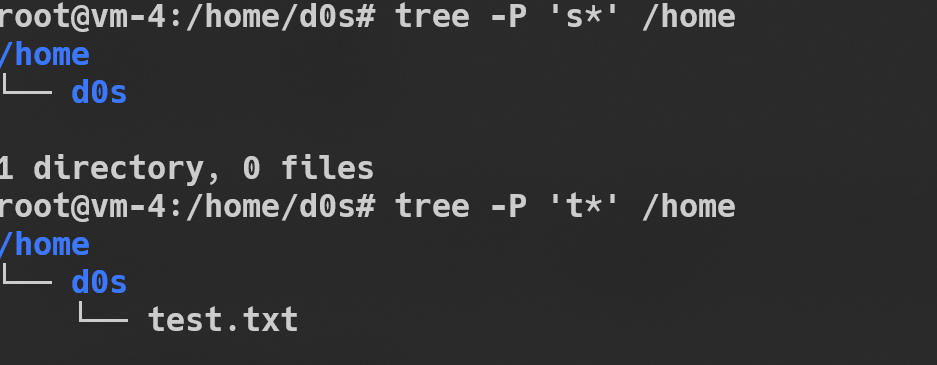 root@vm-4:/home/d0s# tree -P 's*' /home
/home
└── d0s
1 directory, 0 files
root@vm-4:/home/d0s# tree -P 't*' /home
/home
└── d0s
    └── test.txt